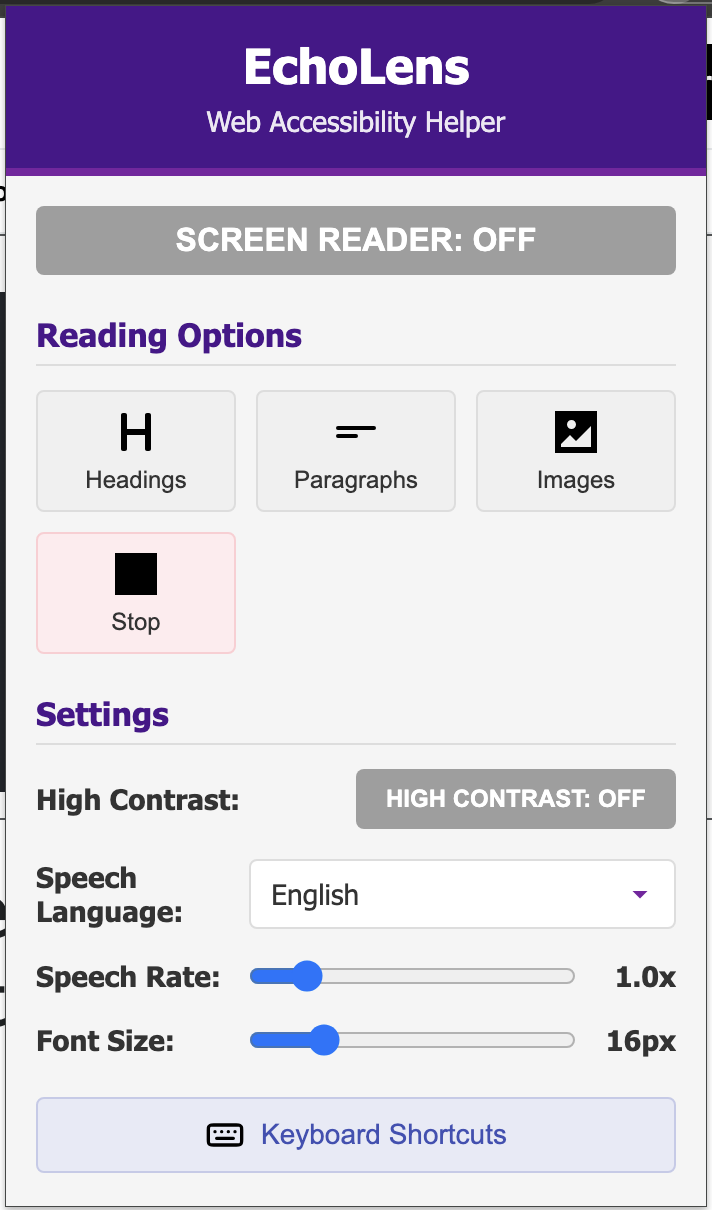 EchoLens
Web Accessibility Helper
SCREEN READER: OFF
Reading Options
Headings
Paragraphs
Images
Stop
Settings
High Contrast:
HIGH CONTRAST: OFF
Speech
Language:
English
Speech Rate:
1.0x
Font Size:
16px
Keyboard Shortcuts